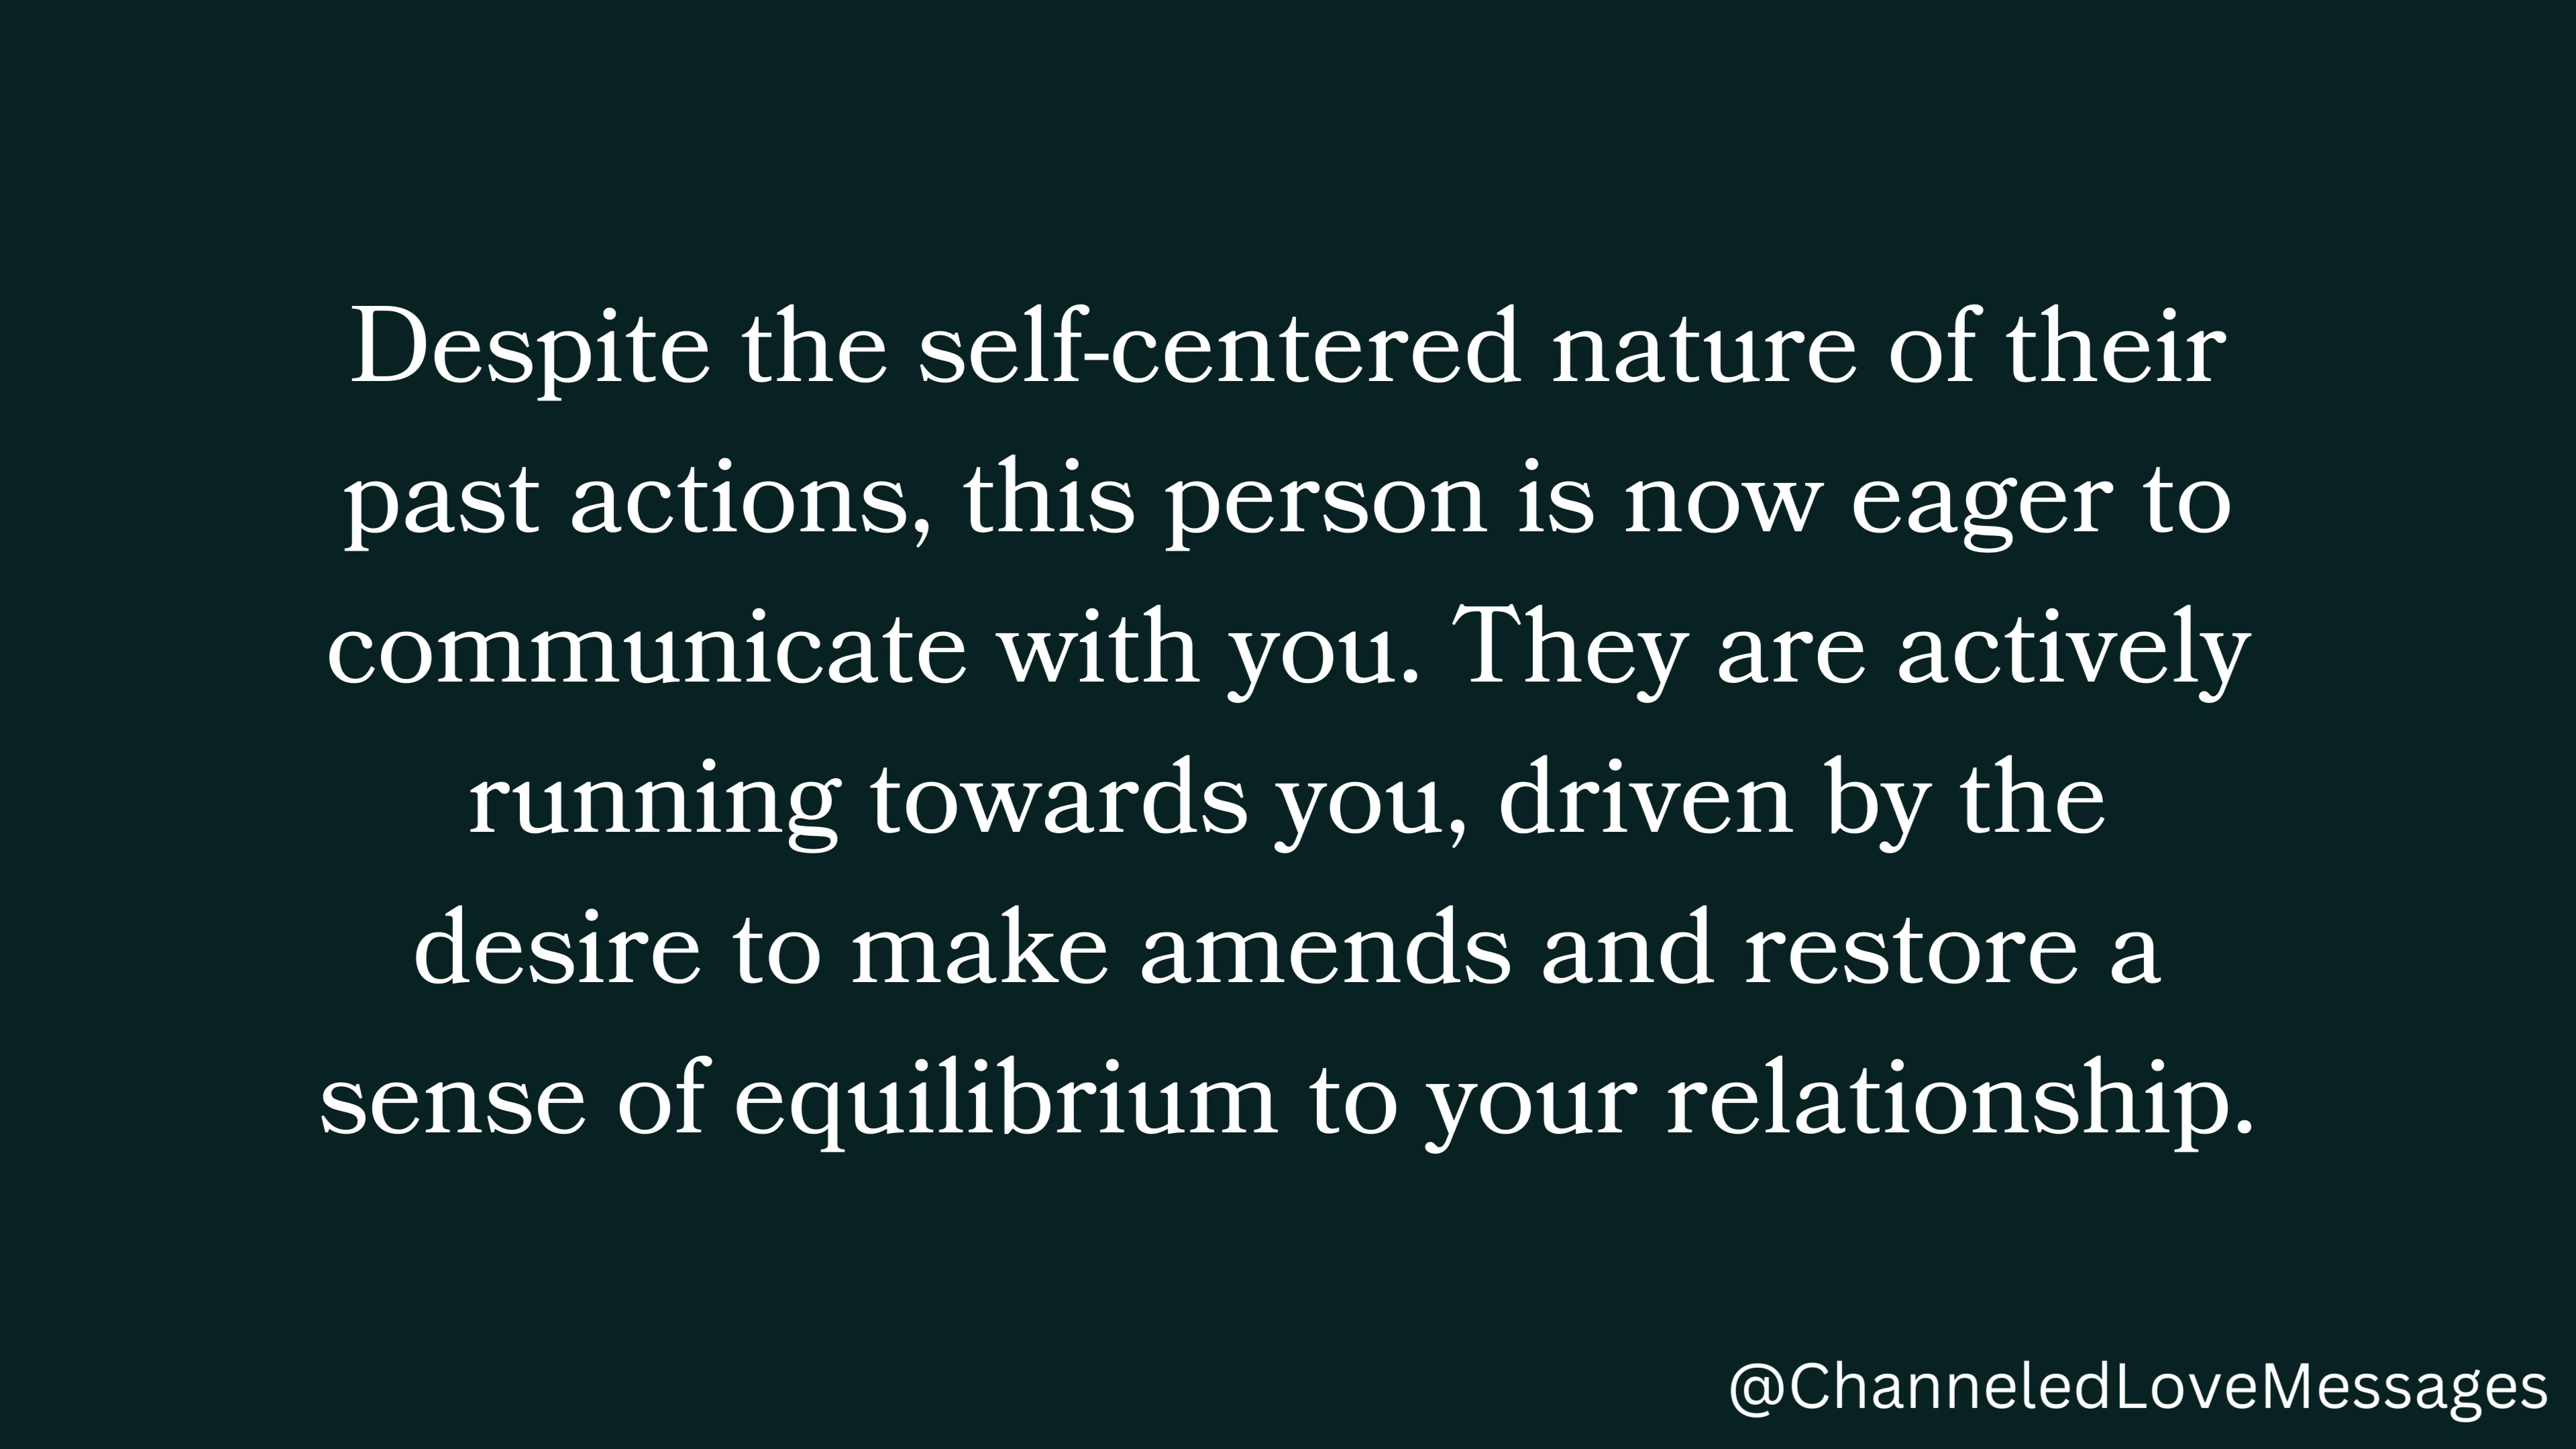 Despite the self-centered nature of their
past actions, this person is now eager to
communicate with you. They are actively
running towards you, driven by the
desire to make amends and restore a
sense of equilibrium to your relationship.
@ChanneledLoveMessages